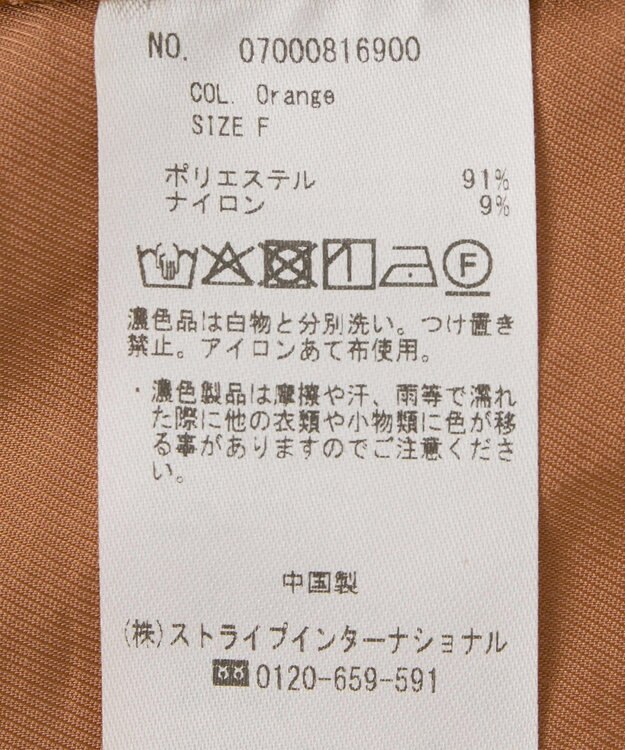 NO. 07000816900
COL. Orange
SIZE F
ポリエステル 91%
ナイロン 9%
F
濃色品は白物と分別洗い。つけ置き
禁止。アイロンあて布使用。
・濃色製品は摩擦や汗、雨等で濡れ
た際に他の衣類や小物類に色が移
る事がありますのでご注意くださ
い。
中国製
(株)ストライプインターナショナル
0120-659-591